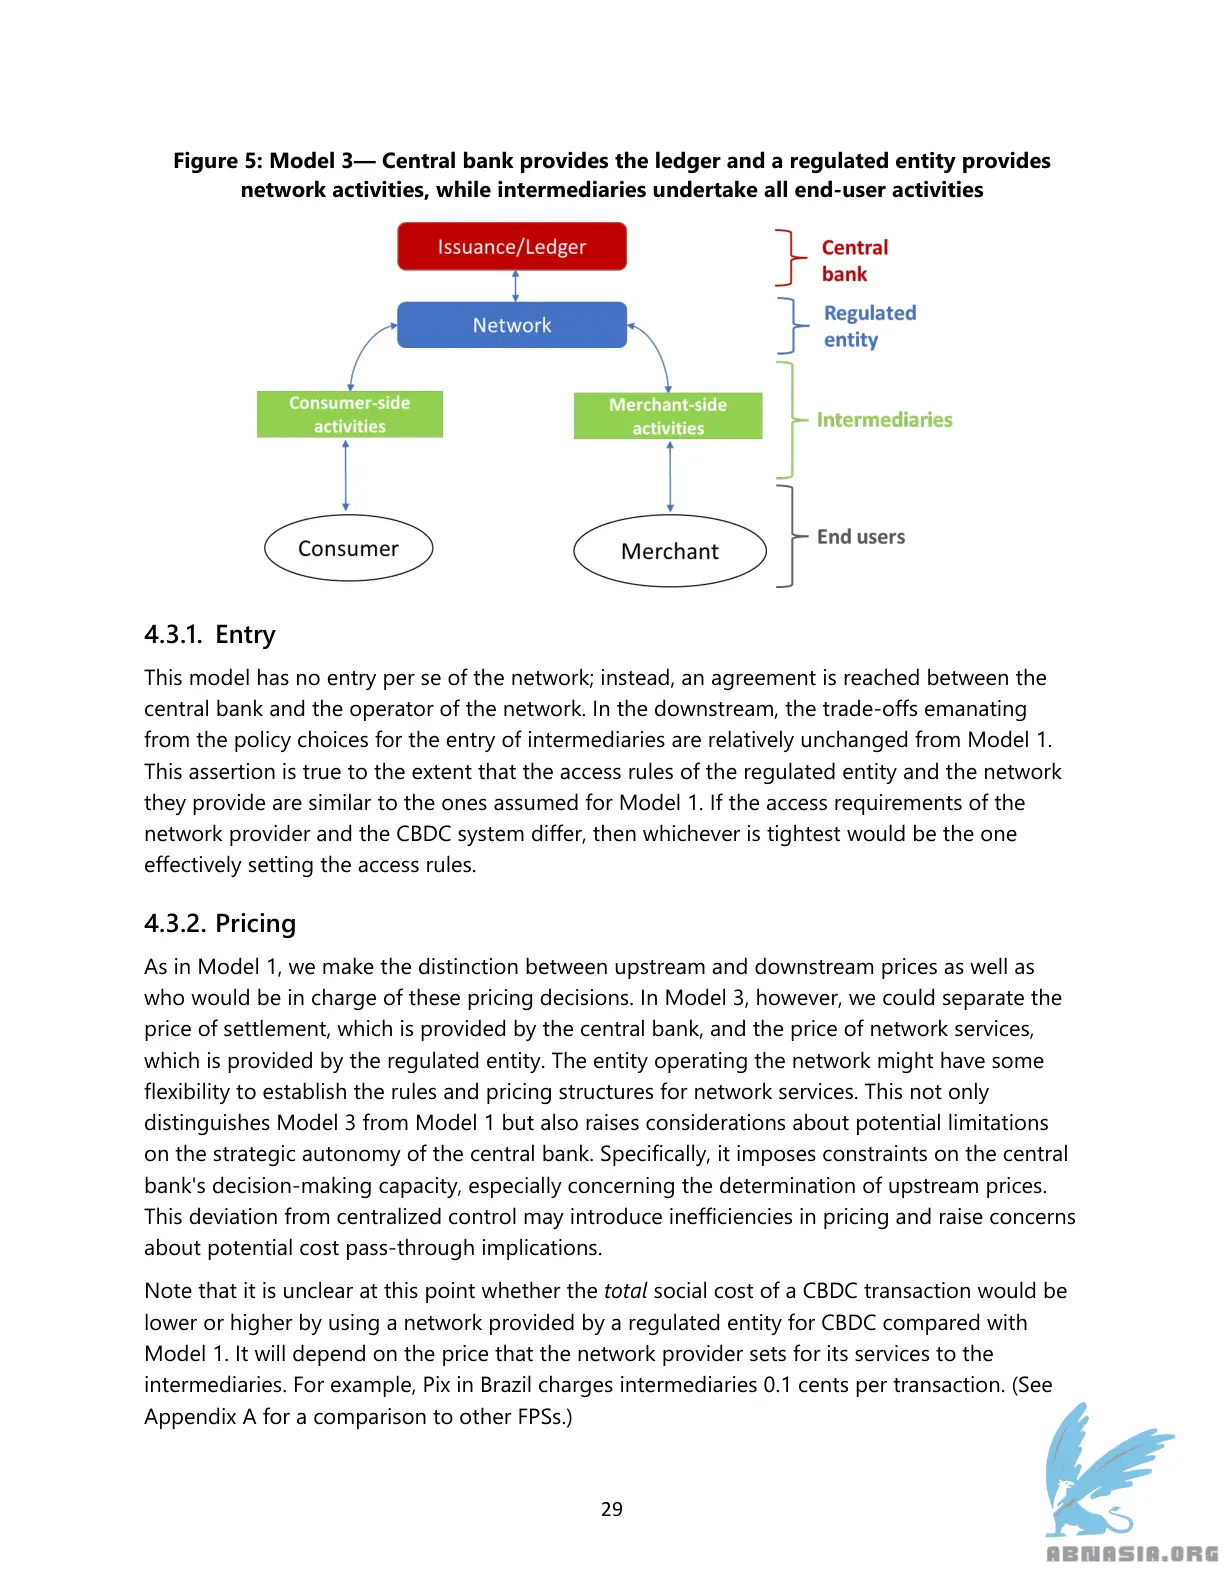 Figure 5: Model 3— Central bank provides the ledger and a regulated entity provides
network activities, while intermediaries undertake all end-user activities
Issuance/Ledger
Central
bank
Network
Regulated
entity
Consumer-side
activities
Merchant-side
activities
Intermediaries
Consumer
Merchant
End users
4.3.1. Entry
This model has no entry per se of the network; instead, an agreement is reached between the
central bank and the operator of the network. In the downstream, the trade-offs emanating
from the policy choices for the entry of intermediaries are relatively unchanged from Model 1.
This assertion is true to the extent that the access rules of the regulated entity and the network
they provide are similar to the ones assumed for Model 1. If the access requirements of the
network provider and the CBDC system differ, then whichever is tightest would be the one
effectively setting the access rules.
4.3.2. Pricing
As in Model 1, we make the distinction between upstream and downstream prices as well as
who would be in charge of these pricing decisions. In Model 3, however, we could separate the
price of settlement, which is provided by the central bank, and the price of network services,
which is provided by the regulated entity. The entity operating the network might have some
flexibility to establish the rules and pricing structures for network services. This not only
distinguishes Model 3 from Model 1 but also raises considerations about potential limitations
on the strategic autonomy of the central bank. Specifically, it imposes constraints on the central
bank's decision-making capacity, especially concerning the determination of upstream prices.
This deviation from centralized control may introduce inefficiencies in pricing and raise concerns
about potential cost pass-through implications.
Note that it is unclear at this point whether the total social cost of a CBDC transaction would be
lower or higher by using a network provided by a regulated entity for CBDC compared with
Model 1. It will depend on the price that the network provider sets for its services to the
intermediaries. For example, Pix in Brazil charges intermediaries 0.1 cents per transaction. (See
Appendix A for a comparison to other FPSs.)
29
ABNASIA.ORG